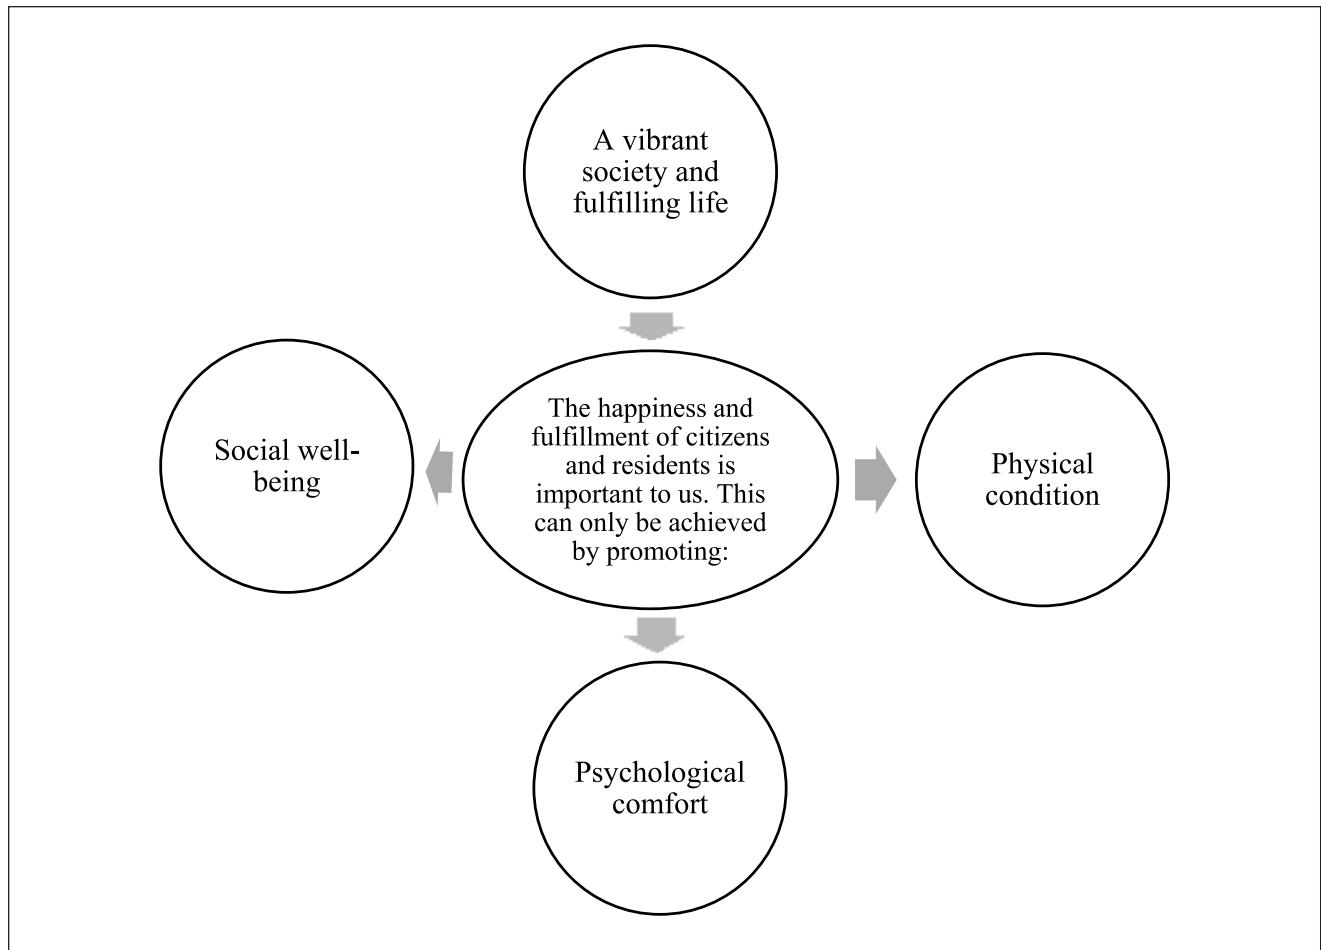 A vibrant
society and
fulfilling life
The happiness and
fulfillment of citizens
and residents is
important to us. This
can only be achieved
by promoting:
Social well-
being
Physical
condition
Psychological
comfort